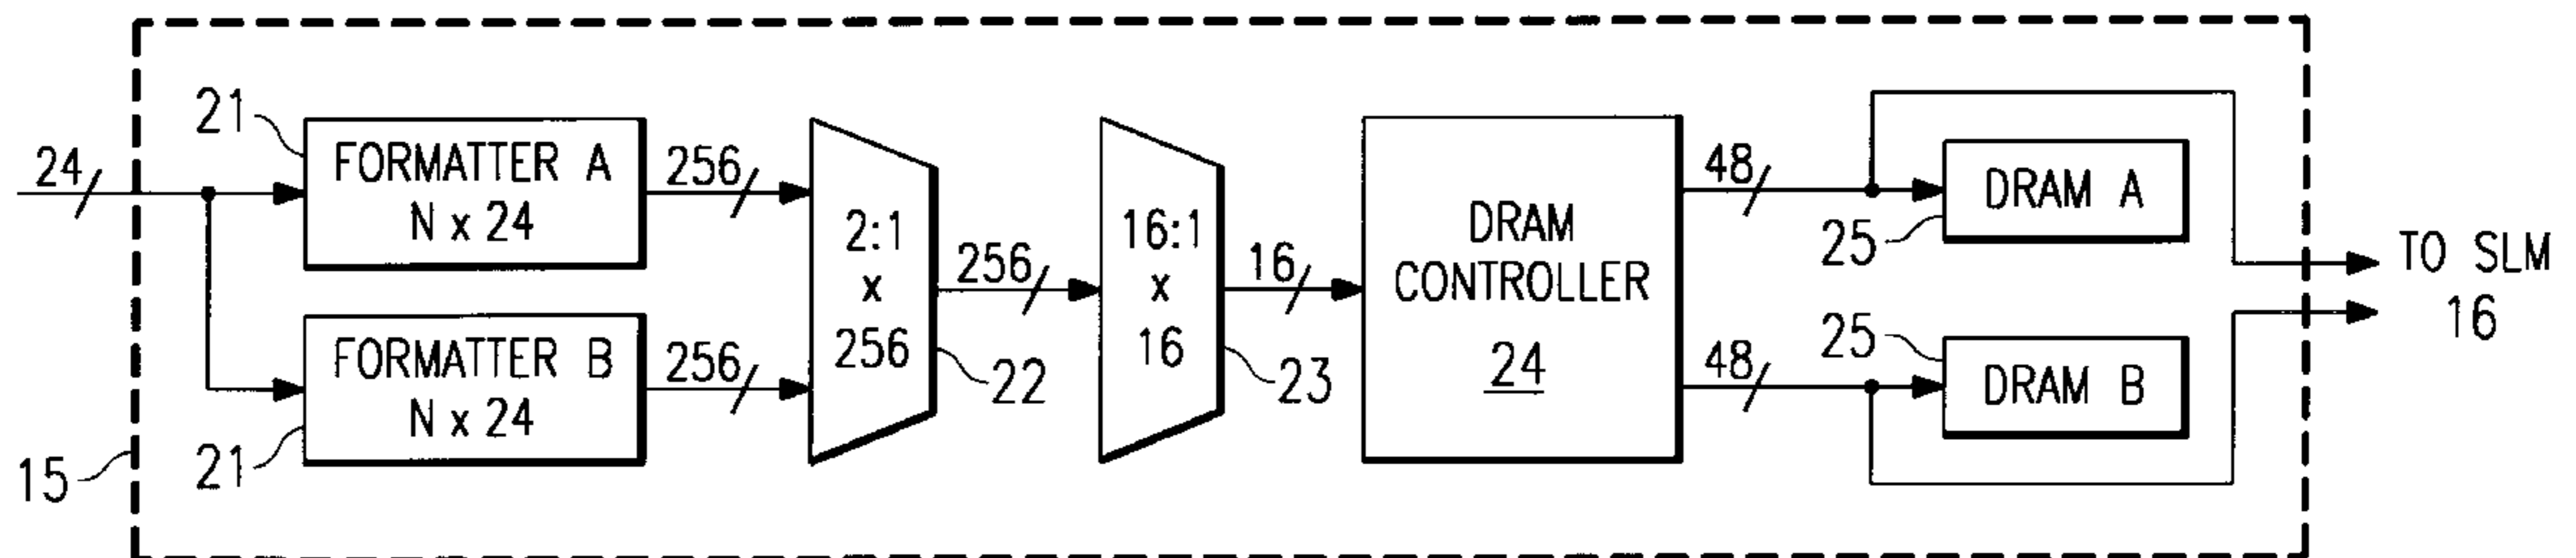 24
21
FORMATTER A
N x 24
256
21
FORMATTER B
N x 24
256
15
2:1
x
256
22
256
16:1
x
16
23
16
DRAM
CONTROLLER
24
48
DRAM A
25
48
25
DRAM B
TO SLM
16